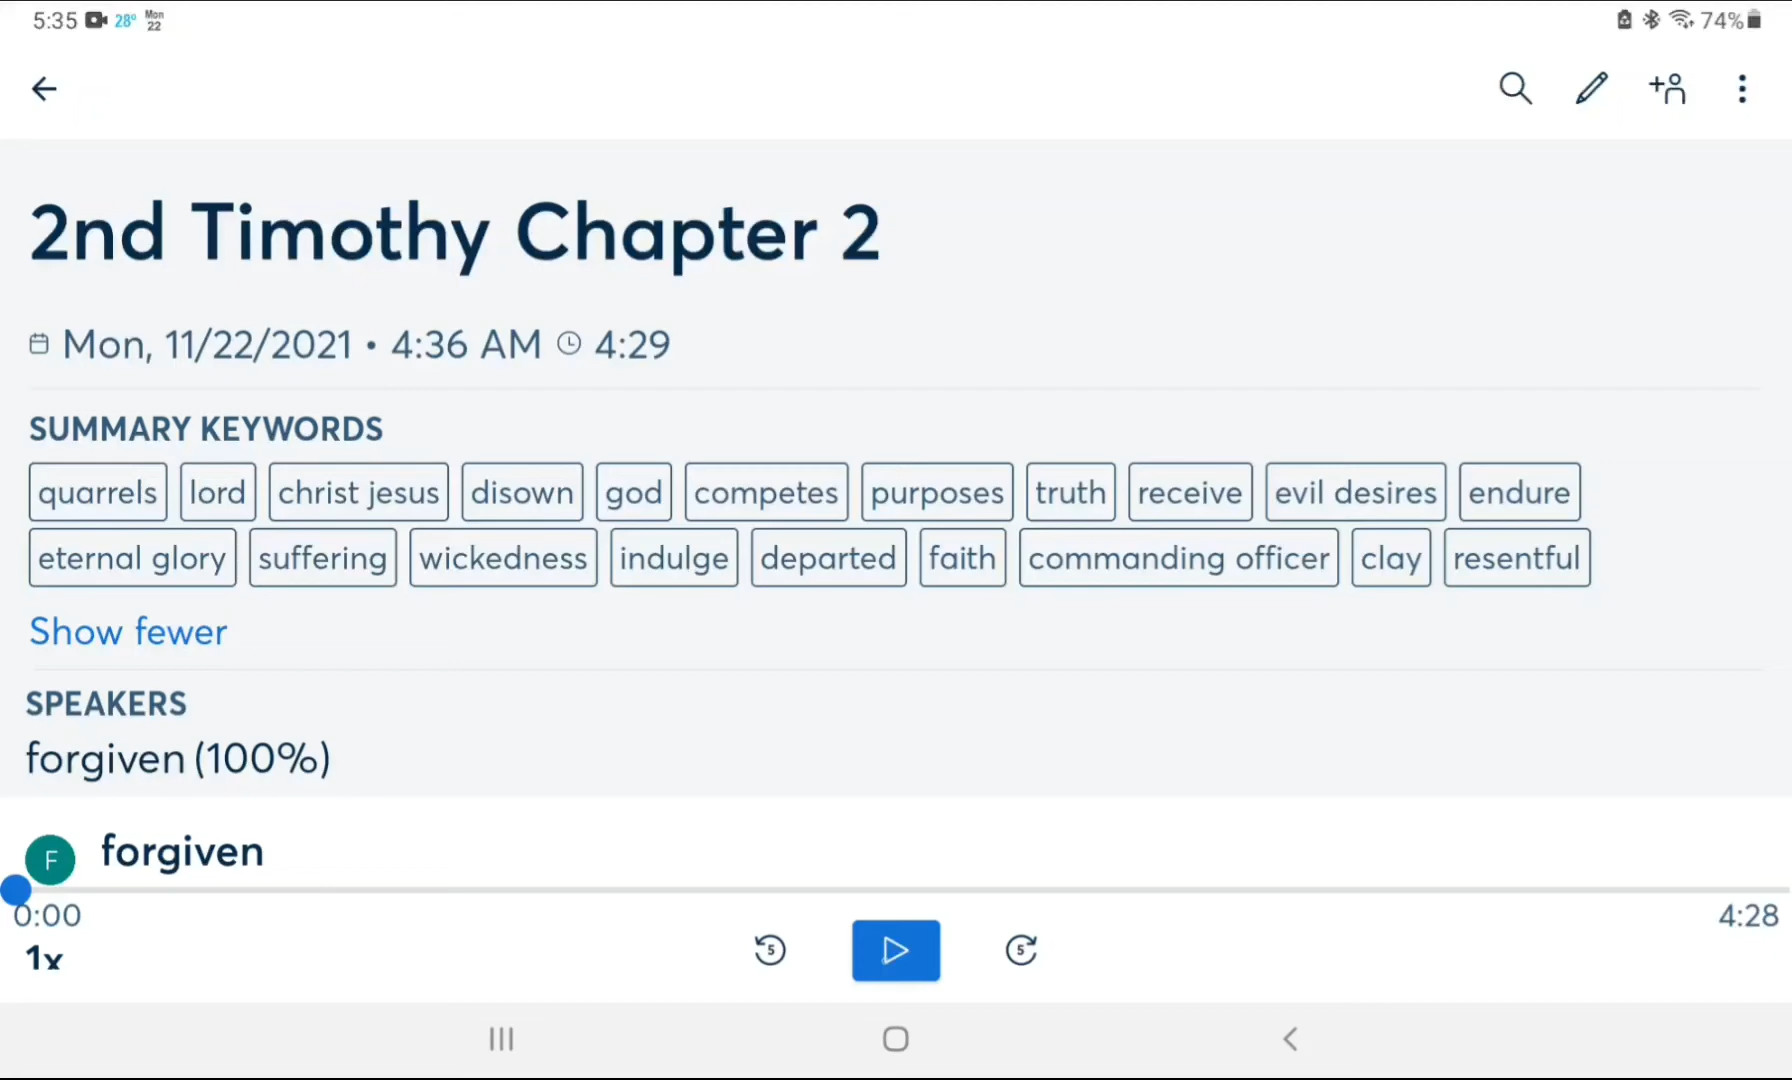 5:35 28° Mon 22 74%
2nd Timothy Chapter 2
Mon, 11/22/2021 • 4:36 AM 4:29
SUMMARY KEYWORDS
quarrels lord christ jesus disown god competes purposes truth receive evil desires endure
eternal glory suffering wickedness indulge departed faith commanding officer clay resentful
Show fewer
SPEAKERS
forgiven (100%)
F forgiven
0:00 4:28
1x 5 5